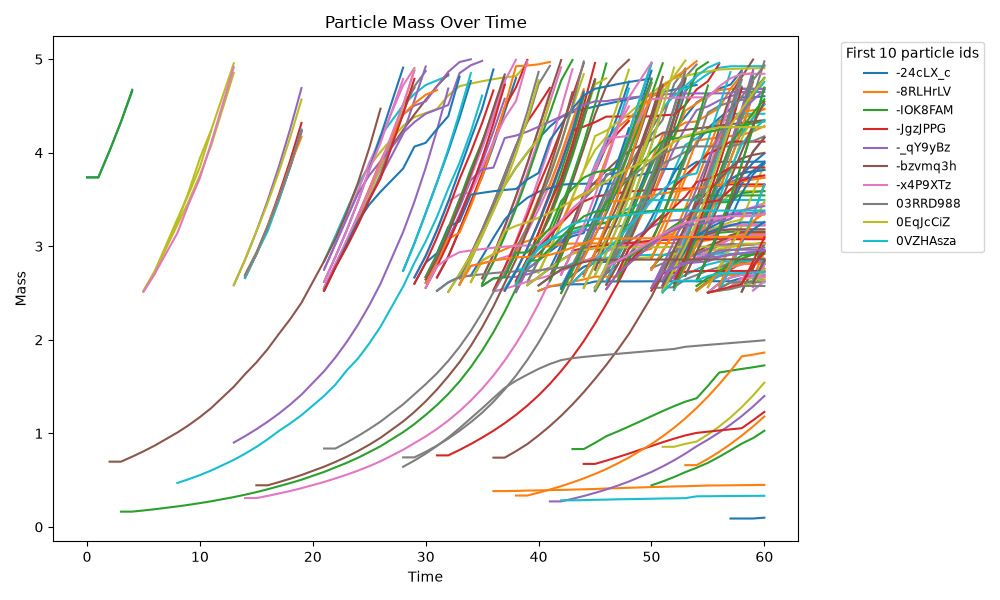 Particle Mass Over Time
First 10 particle ids
-24cLX_c
-8RLHrLV
-IOK8FAM
-JgzJPPG
-_qY9yBz
-bzvmq3h
-x4P9XTz
03RRD988
0EqJcCiZ
0VZHAsza
Mass
5
4
3
2
1
0
0 10 20 30 40 50 60
Time